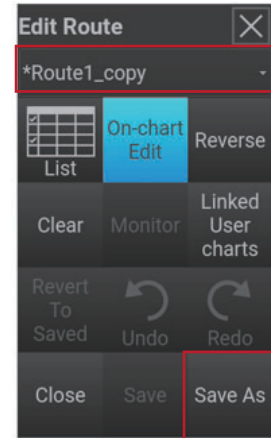 Edit Route
*Route1_copy
List
On-chart
Edit
Reverse
Clear
Monitor
Linked
User
charts
Revert
To
Saved
Undo
Redo
Close
Save
Save As